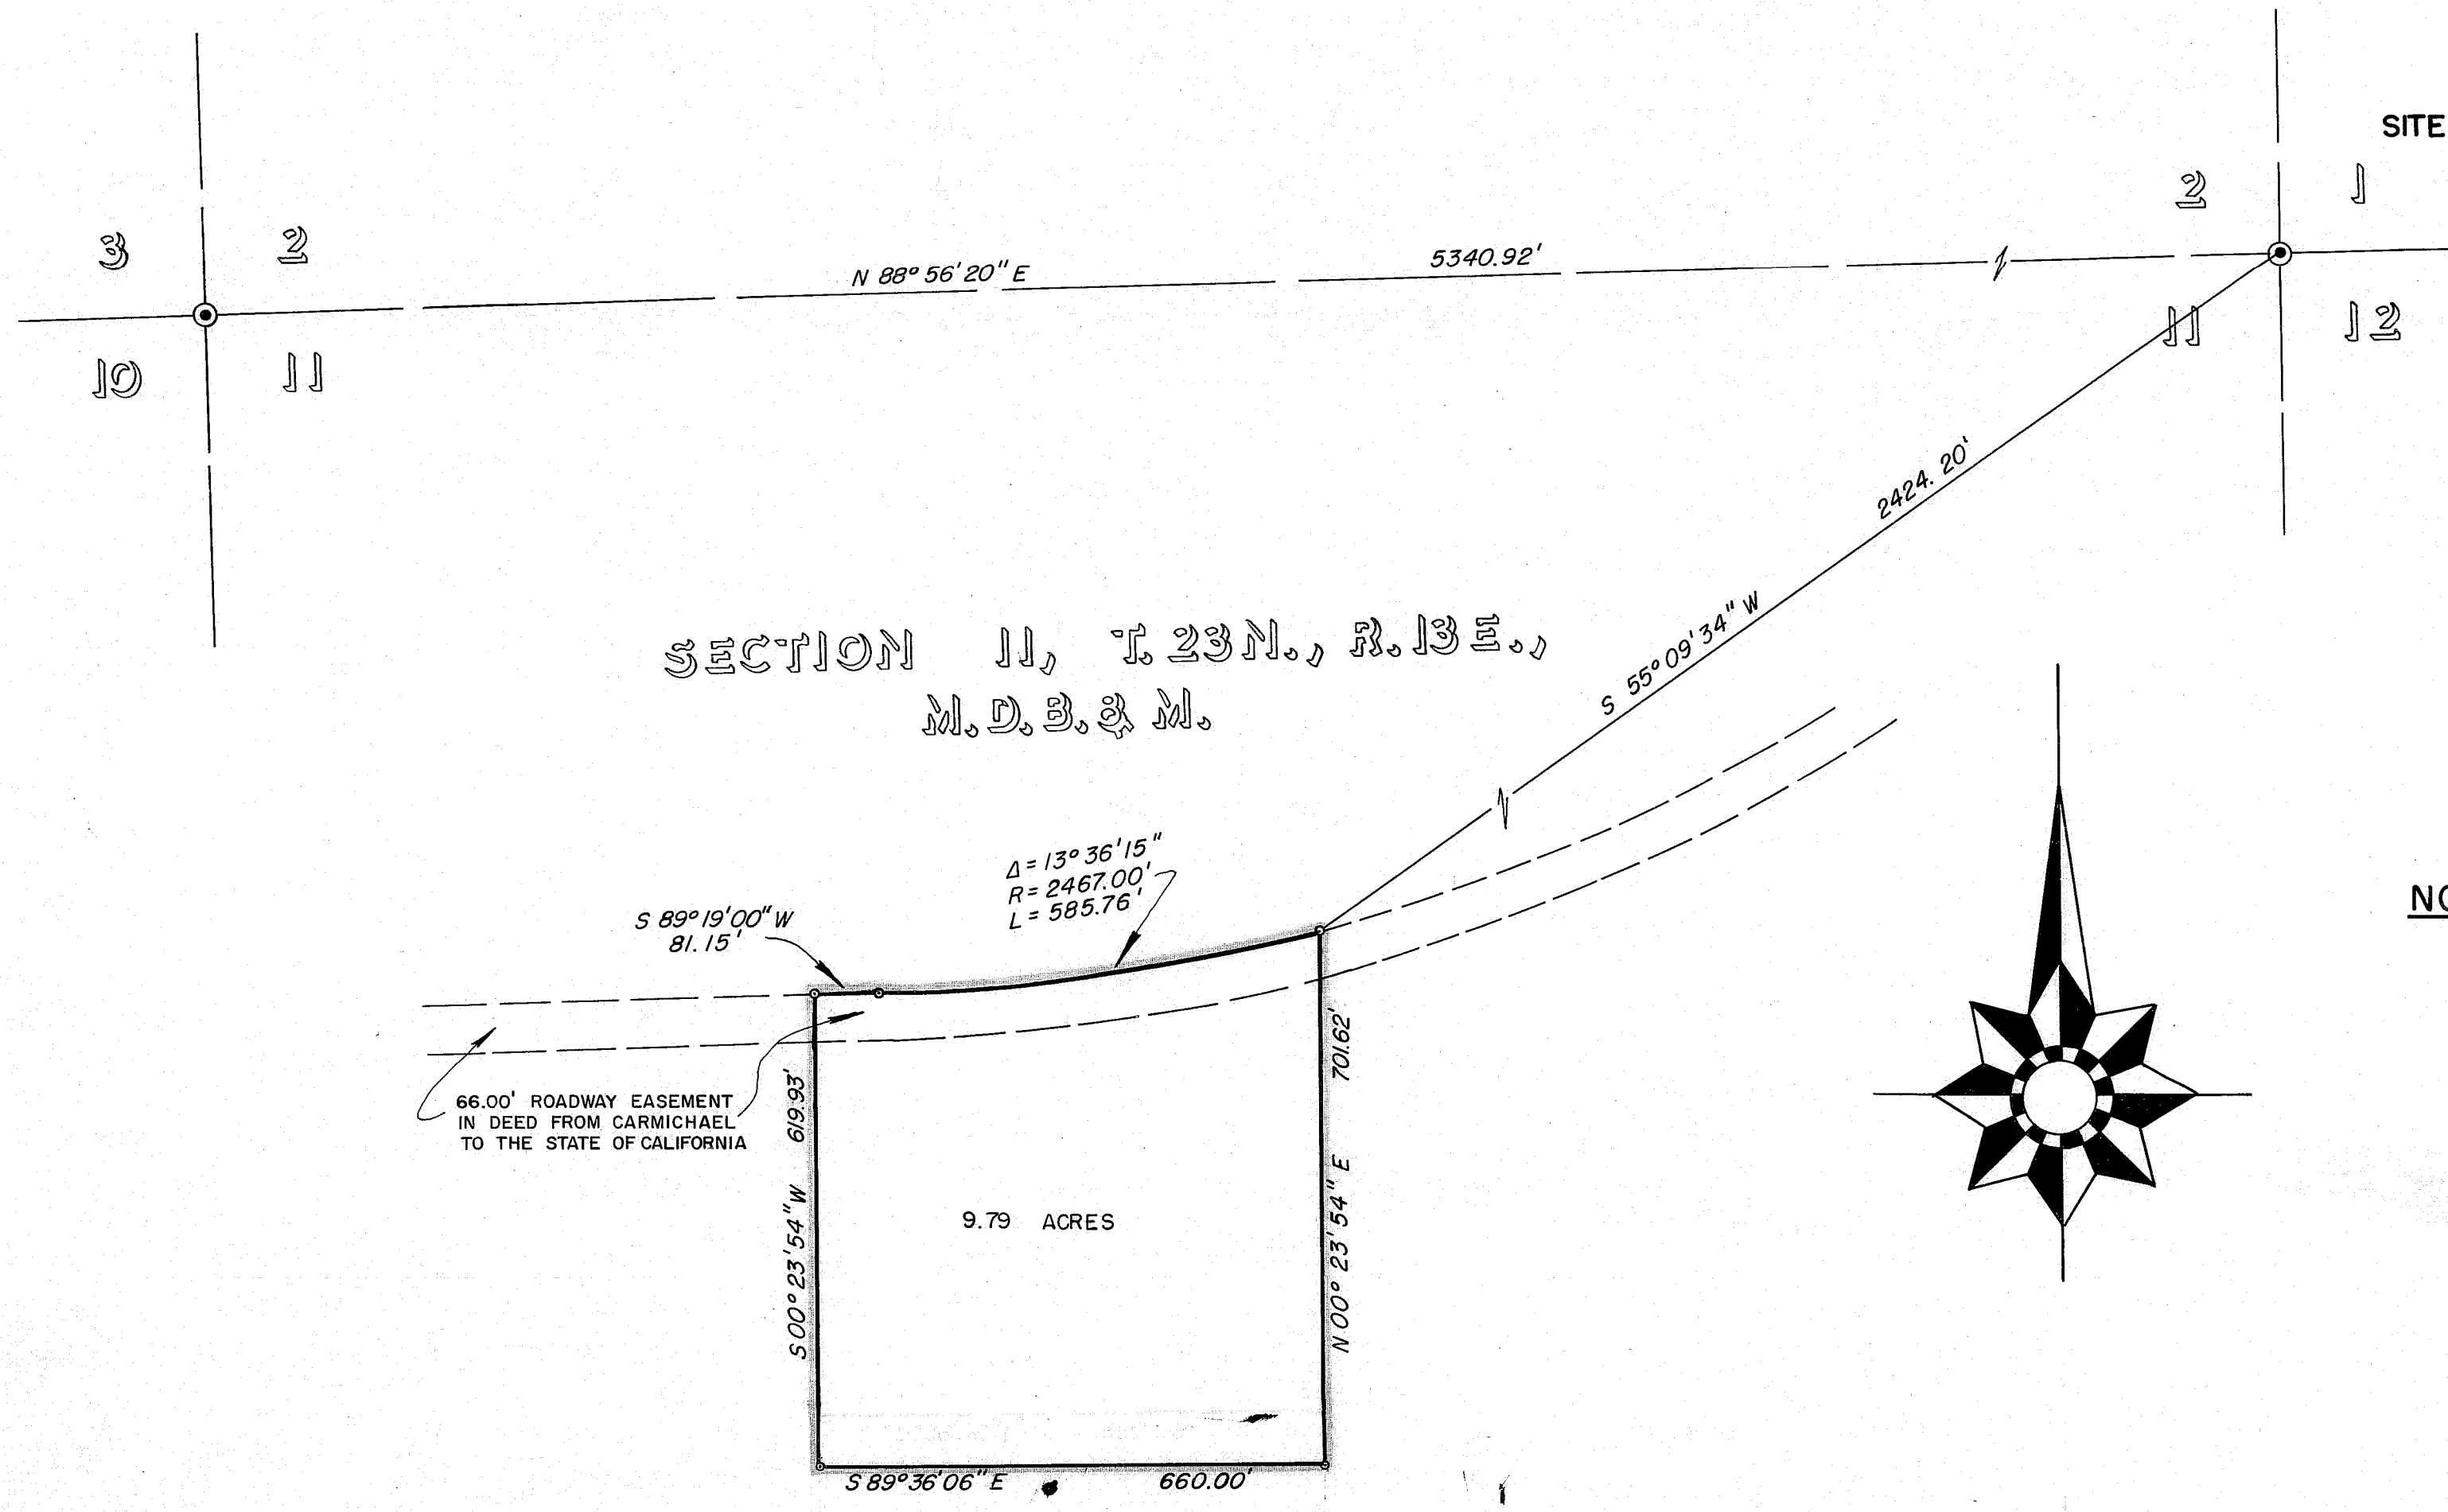 SITE
3
2
2
1
N 88° 56' 20" E
5340.92'
10
11
11
12
2424.20'
S 55° 09' 34" W
SECTION 11, T. 23 N., R. 13 E.,
M. D. B. & M.
Δ = 13° 36' 15"
R = 2467.00'
L = 585.76'
S 89° 19' 00" W
81.15'
NO
66.00' ROADWAY EASEMENT
IN DEED FROM CARMICHAEL
TO THE STATE OF CALIFORNIA
S 00° 23' 54" W 619.93'
N 00° 23' 54" E 701.62'
9.79 ACRES
S 89° 36' 06" E 660.00'